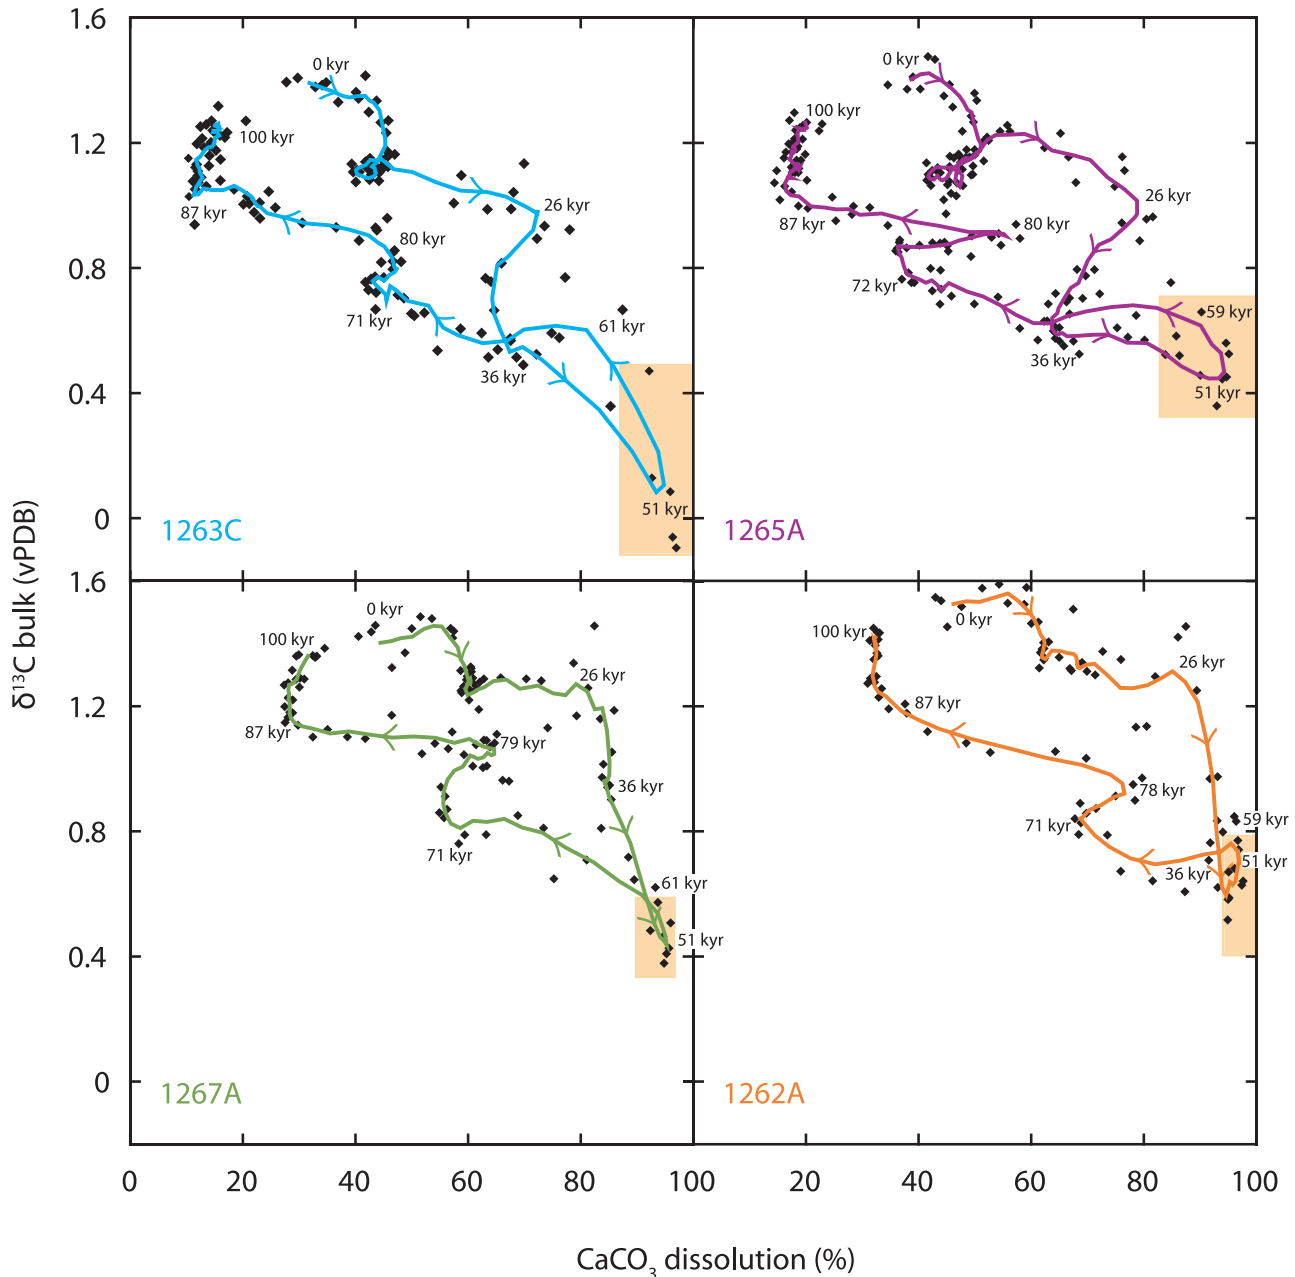 1.6
1.2
0.8
0.4
0
0 kyr
100 kyr
26 kyr
87 kyr
80 kyr
71 kyr
61 kyr
36 kyr
51 kyr
1263C
0 kyr
100 kyr
26 kyr
87 kyr
80 kyr
72 kyr
59 kyr
36 kyr
51 kyr
1265A
δ¹³C bulk (vPDB)
1.6
1.2
0.8
0.4
0
0 kyr
100 kyr
26 kyr
87 kyr
79 kyr
36 kyr
71 kyr
61 kyr
51 kyr
1267A
0 kyr
100 kyr
26 kyr
87 kyr
78 kyr
71 kyr
59 kyr
51 kyr
36 kyr
1262A
0 20 40 60 80 100 20 40 60 80 100
CaCO₃ dissolution (%)